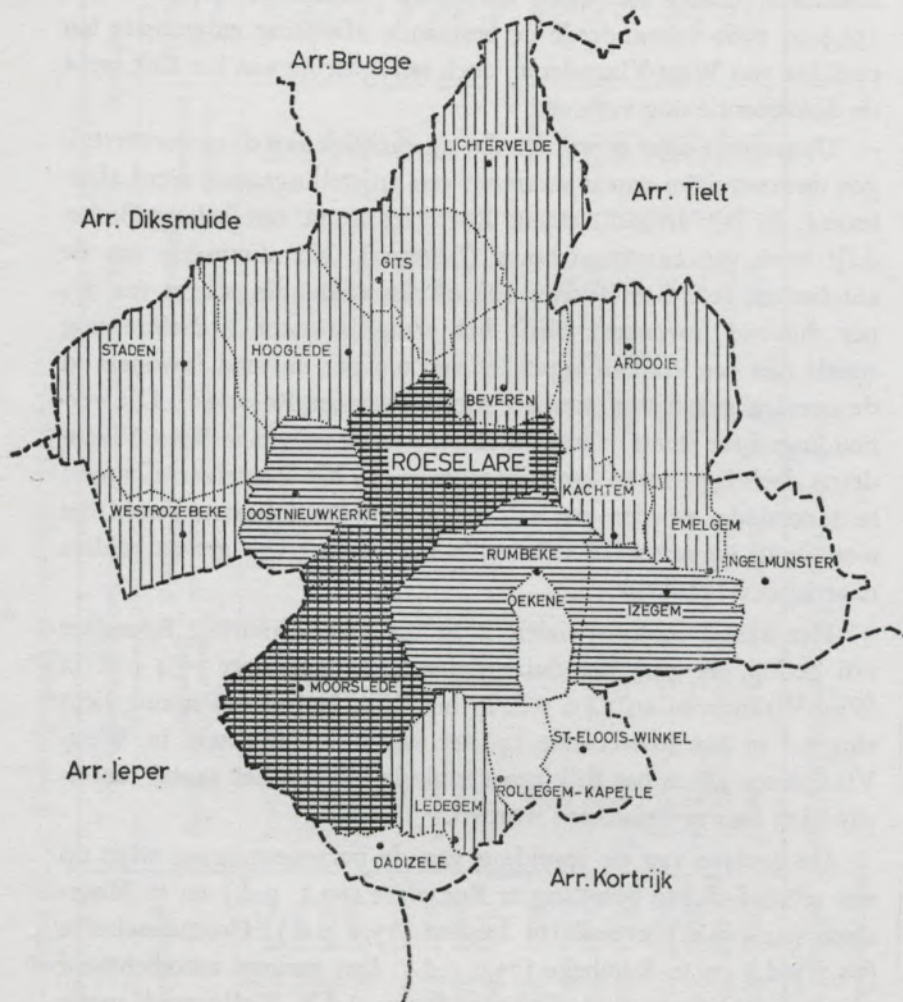 Arr. Brugge
LICHTERVELDE
Arr. Tielt
Arr. Diksmuide
GITS
STADEN
HOOGLEDE
ARDOOIE
BEVEREN
ROESELARE
KACHTEM
WESTROZEBEKE
OOSTNIEUWKERKE
EMELGEM
RUMBEKE
INGELMUNSTER
OEKENE
IZEGEM
MOORSLEDE
ST-ELOOIS-WINKEL
Arr. Ieper
ROLLEGEM-KAPELLE
LEDEGEM
DADIZELE
Arr. Kortrijk